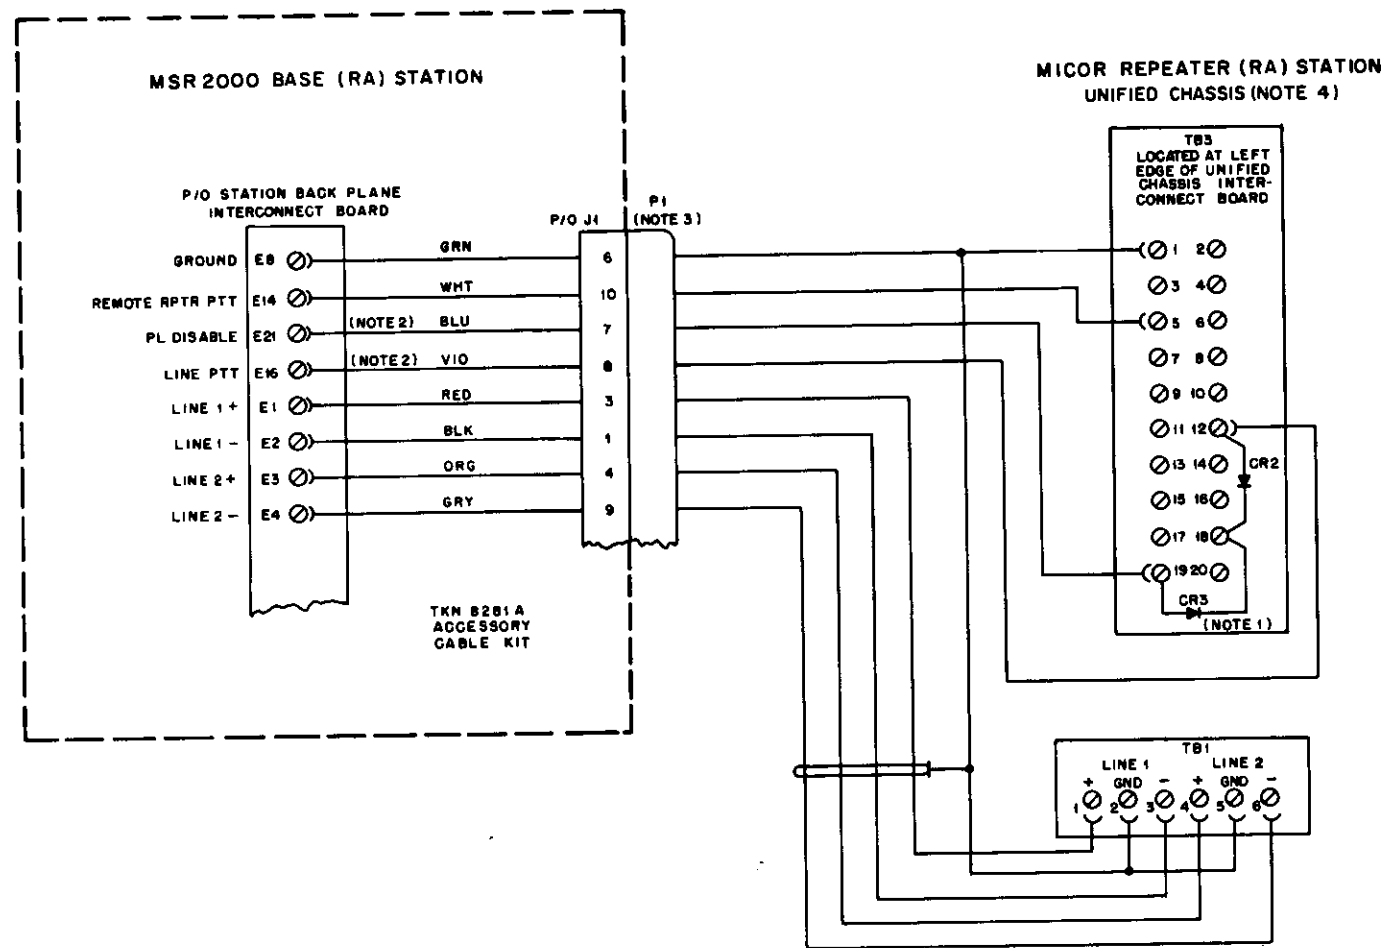 MSR2000 BASE (RA) STATION
MICOR REPEATER (RA) STATION
UNIFIED CHASSIS (NOTE 4)
TB3
LOCATED AT LEFT
EDGE OF UNIFIED
CHASSIS INTER-
CONNECT BOARD
P/O STATION BACK PLANE
INTERCONNECT BOARD
P/O J1
P1
(NOTE 3)
GROUND E8 GRN 6
REMOTE RPTR PTT E14 WHT 10
PL DISABLE E21 (NOTE 2) BLU 7
LINE PTT E16 (NOTE 2) VIO 8
LINE 1 + E1 RED 3
LINE 1 - E2 BLK 1
LINE 2 + E3 ORG 4
LINE 2 - E4 GRY 9
1 2
3 4
5 6
7 8
9 10
11 12
13 14
CR2
15 16
17 18
19 20
CR3
(NOTE 1)
TKN 8281A
ACCESSORY
CABLE KIT
TB1
LINE 1 LINE 2
+ GND - + GND -
1 2 3 4 5 6